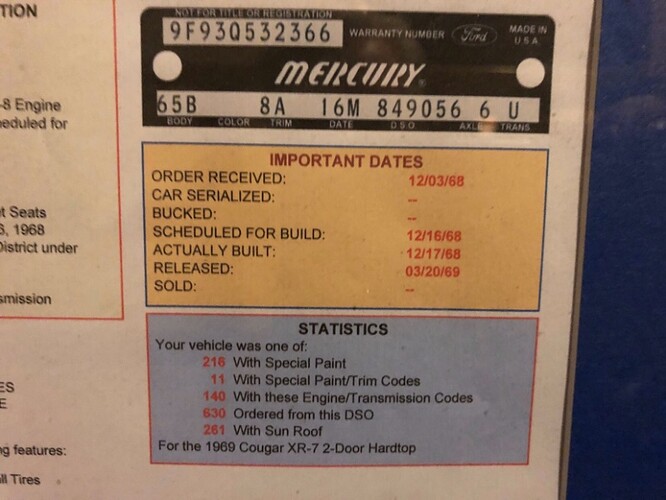 TION
-8 Engine
eduled for
t Seats
6, 1968
District under
smission
ES
E
ng features:
ll Tires
NOT FOR TITLE OR REGISTRATION
9F93Q532366 WARRANTY NUMBER Ford MADE IN
U.S.A.
MERCURY
65B 8A 16M 849056 6 U
BODY COLOR TRIM DATE DSO AXLE TRANS.
IMPORTANT DATES
ORDER RECEIVED: 12/03/68
CAR SERIALIZED: --
BUCKED: --
SCHEDULED FOR BUILD: 12/16/68
ACTUALLY BUILT: 12/17/68
RELEASED: 03/20/69
SOLD: --
STATISTICS
Your vehicle was one of:
216 With Special Paint
11 With Special Paint/Trim Codes
140 With these Engine/Transmission Codes
630 Ordered from this DSO
261 With Sun Roof
For the 1969 Cougar XR-7 2-Door Hardtop